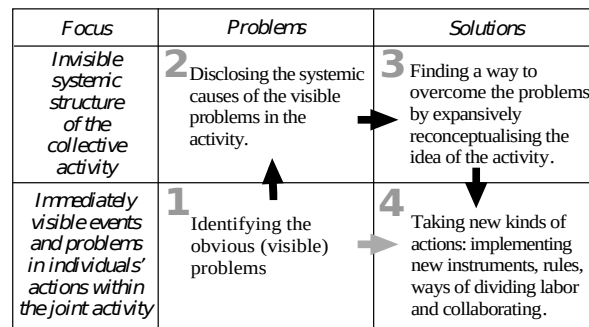 Focus
Problems
Solutions
Invisible
systemic
structure
of the
collective
activity
2
Disclosing the systemic
causes of the visible
problems in the
activity.
3
Finding a way to
overcome the problems
by expansively
reconceptualising the
idea of the activity.
Immediately
visible events
and problems
in individuals’
actions within
the joint activity
1
Identifying the
obvious (visible)
problems
4
Taking new kinds of
actions: implementing
new instruments, rules,
ways of dividing labor
and collaborating.